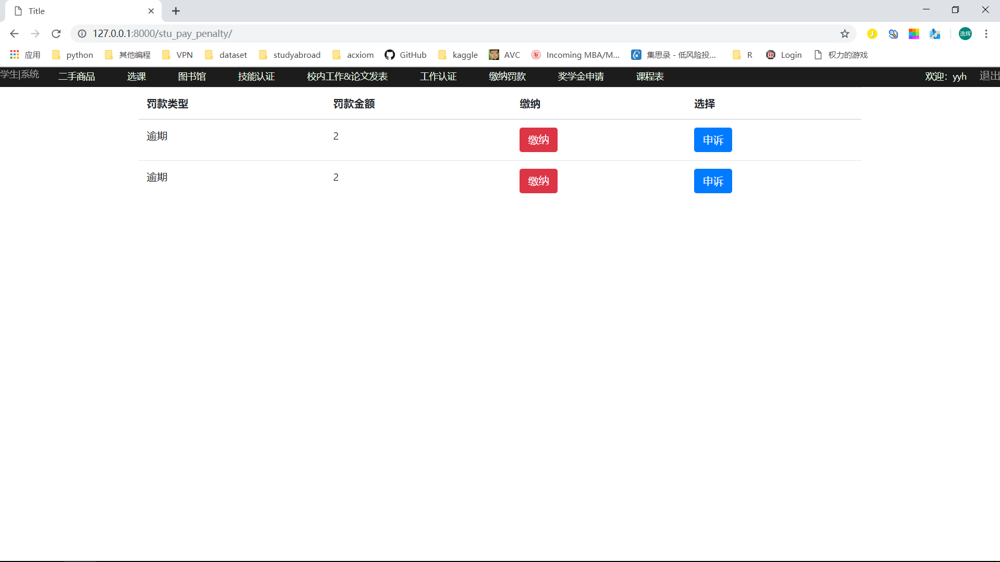 Title
127.0.0.1:8000/stu_pay_penalty/
逸辉
应用 python 其他编程 VPN dataset studyabroad acxiom GitHub kaggle AVC Incoming MBA/M... 集思录 - 低风险投... R Login 权力的游戏
学生|系统 二手商品 选课 图书馆 技能认证 校内工作&论文发表 工作认证 缴纳罚款 奖学金申请 课程表 欢迎：yyh 退出
罚款类型 罚款金额 缴纳 选择
逾期 2 缴纳 申诉
逾期 2 缴纳 申诉